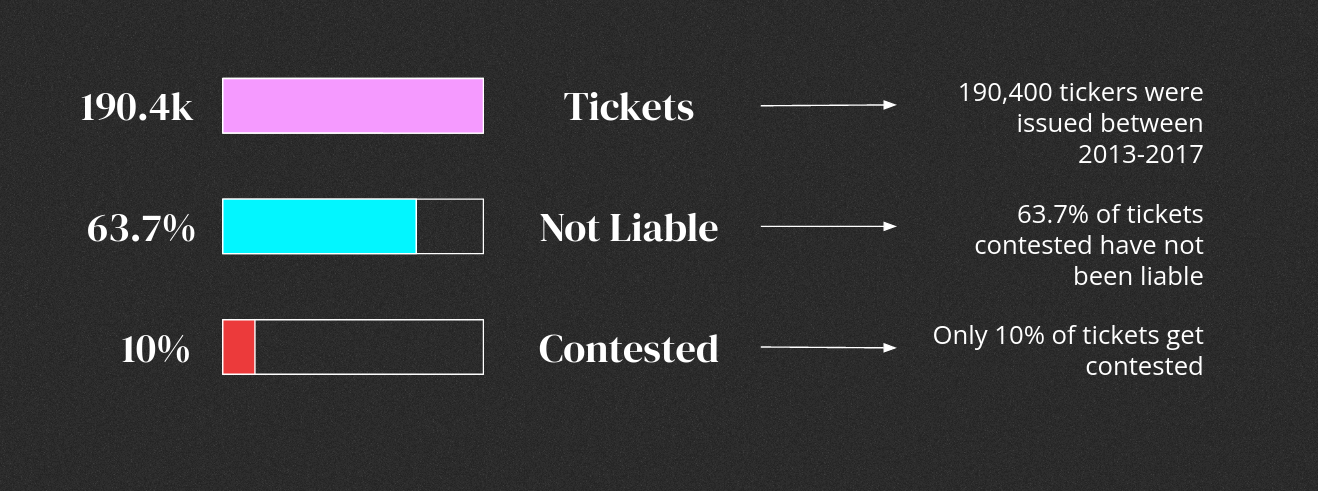 190.4k
Tickets
190,400 tickers were
issued between
2013-2017
63.7%
Not Liable
63.7% of tickets
contested have not
been liable
10%
Contested
Only 10% of tickets get
contested